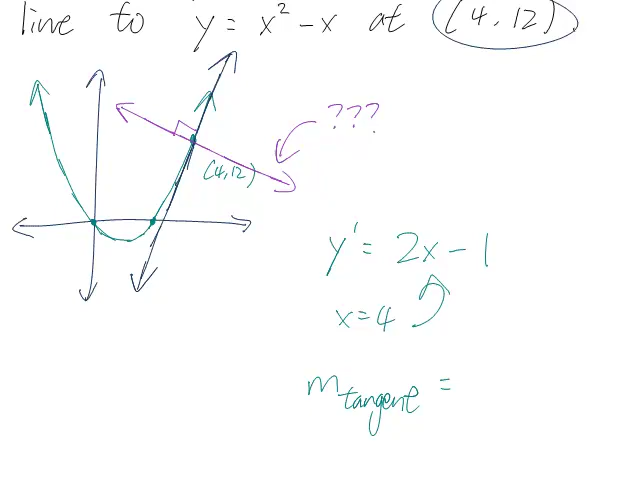 line to y = x² - x at (4, 12)
???
(4,12)
y' = 2x - 1
x = 4
m tangent =